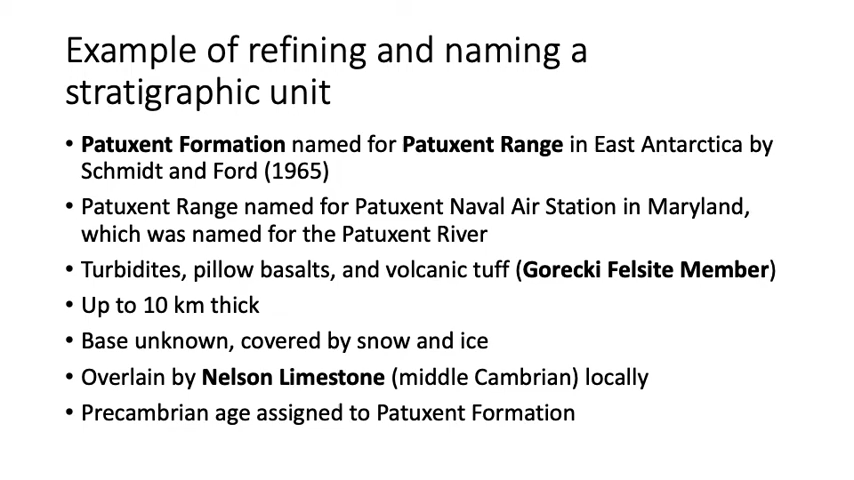 Example of refining and naming a
stratigraphic unit
• Patuxent Formation named for Patuxent Range in East Antarctica by
Schmidt and Ford (1965)
• Patuxent Range named for Patuxent Naval Air Station in Maryland,
which was named for the Patuxent River
• Turbidites, pillow basalts, and volcanic tuff (Gorecki Felsite Member)
• Up to 10 km thick
• Base unknown, covered by snow and ice
• Overlain by Nelson Limestone (middle Cambrian) locally
• Precambrian age assigned to Patuxent Formation